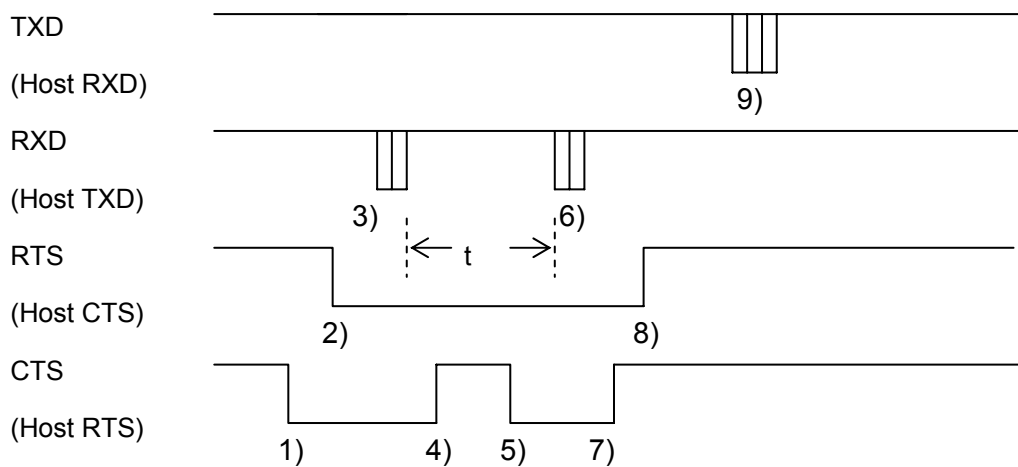 TXD
(Host RXD)
9)
RXD
(Host TXD)
3)
6)
RTS
t
(Host CTS)
2)
8)
CTS
(Host RTS)
1)
4)
5)
7)